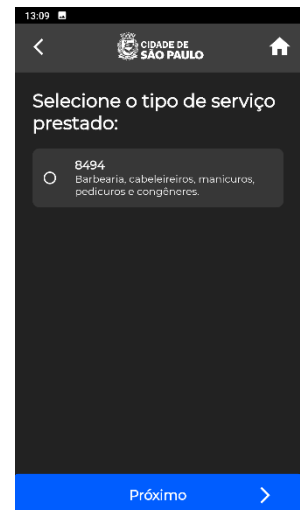 13:09
CIDADE DE
SÃO PAULO
Selecione o tipo de serviço
prestado:
8494
Barbearia, cabeleireiros, manicuros,
pedicuros e congêneres.
Próximo